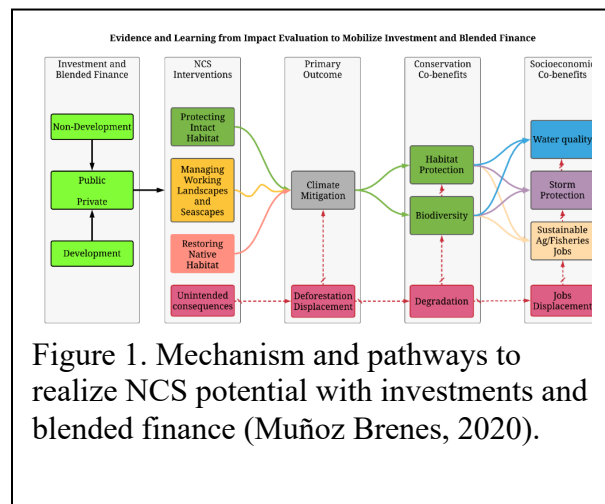 Evidence and Learning from Impact Evaluation to Mobilize Investment and Blended Finance
Investment and
Blended Finance
Non-Development
Public
Private
Development
NCS
Interventions
Protecting
Intact
Habitat
Managing
Working
Landscapes
and
Seascapes
Restoring
Native
Habitat
Unintended
consequences
Primary
Outcome
Climate
Mitigation
Deforestation
Displacement
Conservation
Co-benefits
Habitat
Protection
Biodiversity
Degradation
Socioeconomic
Co-benefits
Water quality
Storm
Protection
Sustainable
Ag/Fisheries
Jobs
Jobs
Displacement
Figure 1. Mechanism and pathways to
realize NCS potential with investments and
blended finance (Muñoz Brenes, 2020).